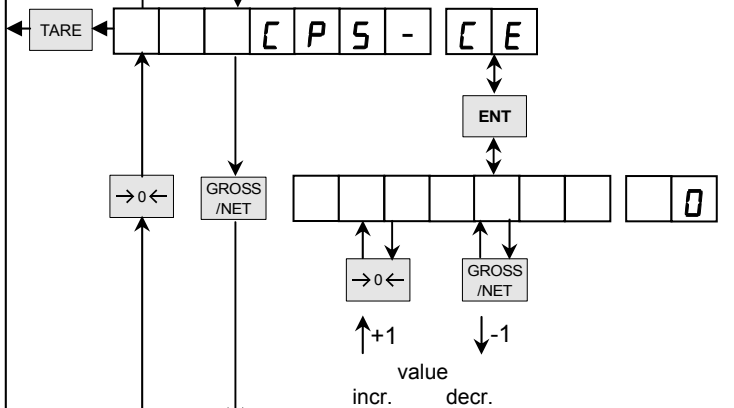 TARE CPS- CE
ENT
→0← GROSS
/NET 0
→0← GROSS
/NET
+1 -1
value
incr. decr.